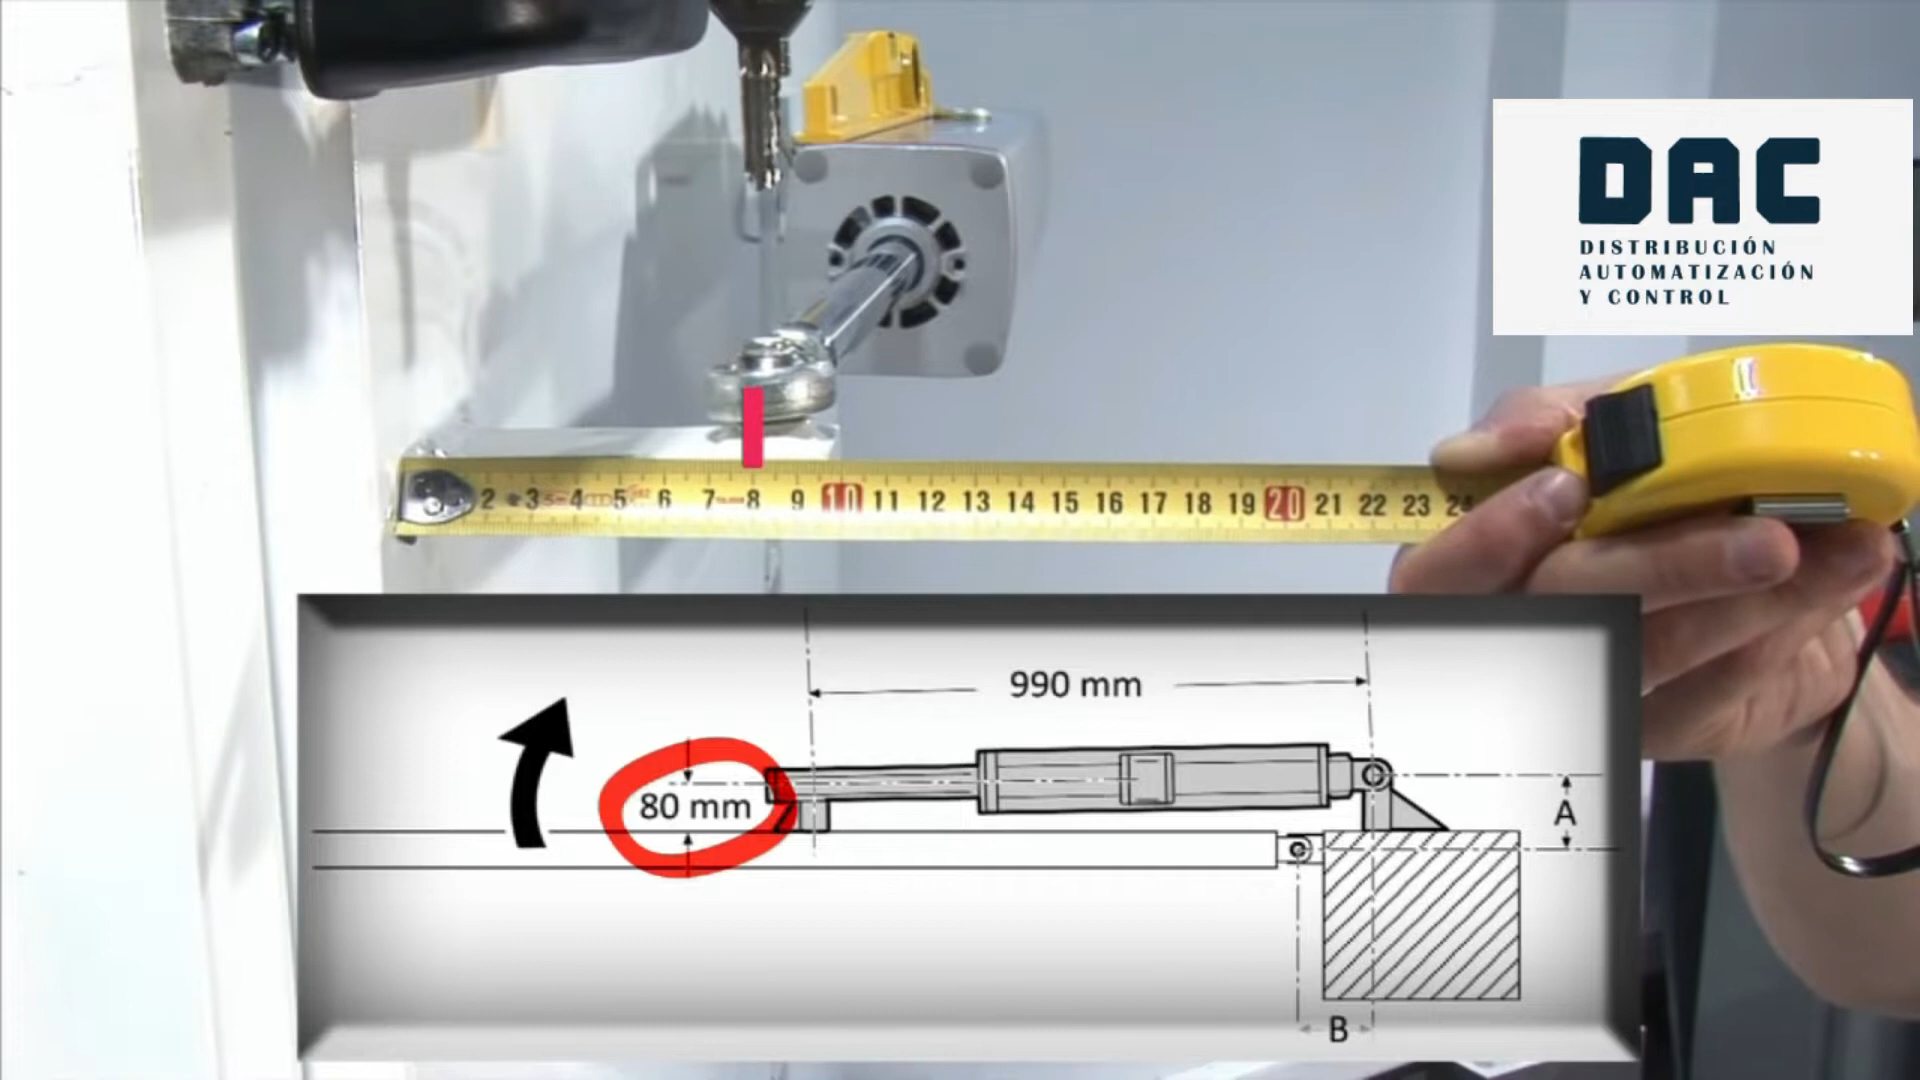 DAC
DISTRIBUCIÓN
AUTOMATIZACIÓN
Y CONTROL
2 3 4 5 6 7 8 9 10 11 12 13 14 15 16 17 18 19 20 21 22 23 24
990 mm
80 mm
A
B